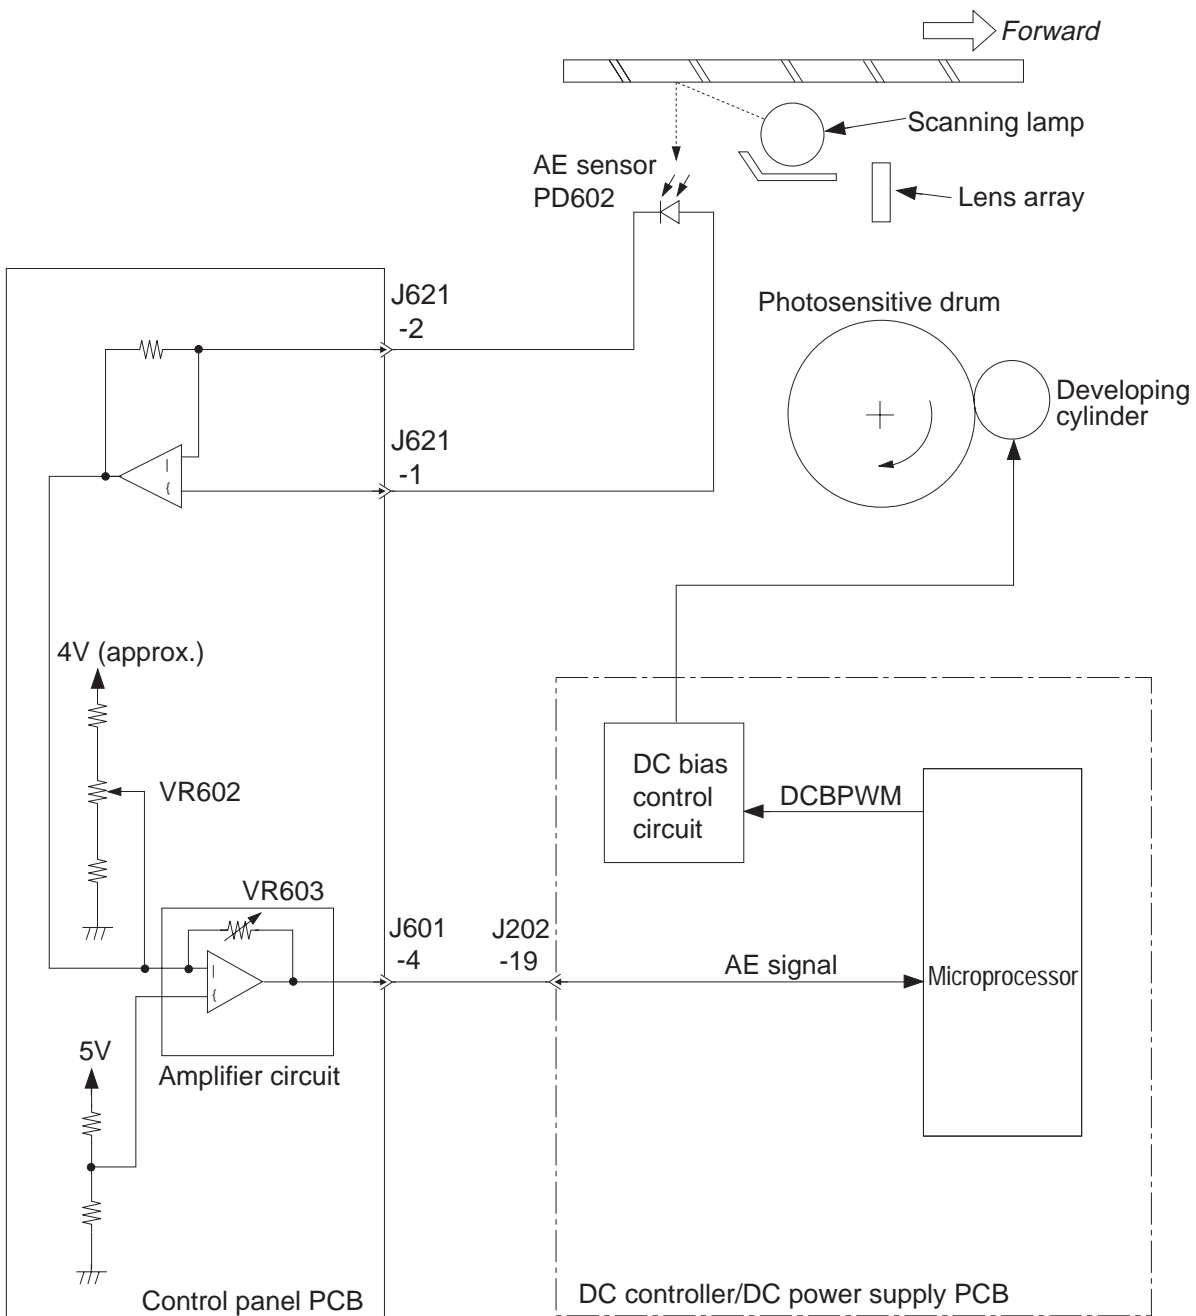 Forward
Scanning lamp
AE sensor
PD602
Lens array
J621
-2
Photosensitive drum
Developing
cylinder
J621
-1
4V (approx.)
VR602
DC bias
control
circuit
DCBPWM
VR603
J601
-4
J202
-19
AE signal
Microprocessor
5V
Amplifier circuit
Control panel PCB
DC controller/DC power supply PCB